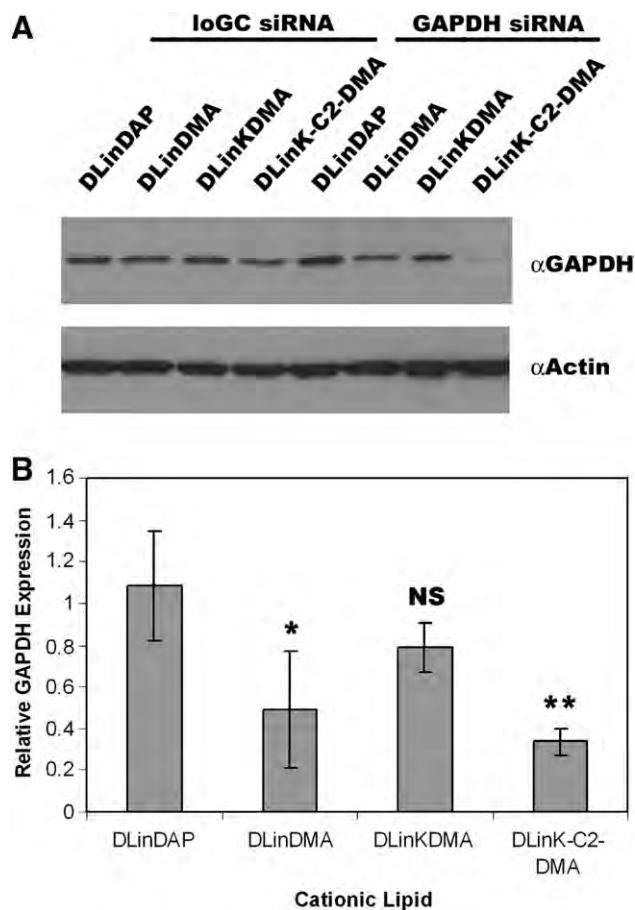 A
loGC siRNA GAPDH siRNA
DLinDAP DLinDMA DLinKDMA DLinK-C2-DMA DLinDAP DLinDMA DLinKDMA DLinK-C2-DMA
αGAPDH
αActin
B
Relative GAPDH Expression
1.6
1.4
1.2
1
0.8
0.6
0.4
0.2
0
*
NS
**
DLinDAP DLinDMA DLinKDMA DLinK-C2-
DMA
Cationic Lipid